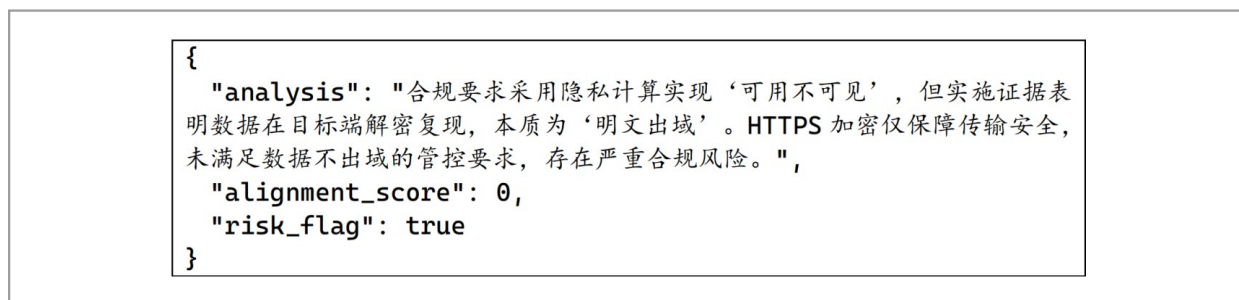 {
"analysis": "合规要求采用隐私计算实现‘可用不可见’, 但实施证据表
明数据在目标端解密复现, 本质为‘明文出域’。HTTPS 加密仅保障传输安全,
未满足数据不出域的管控要求, 存在严重合规风险。",
"alignment_score": 0,
"risk_flag": true
}